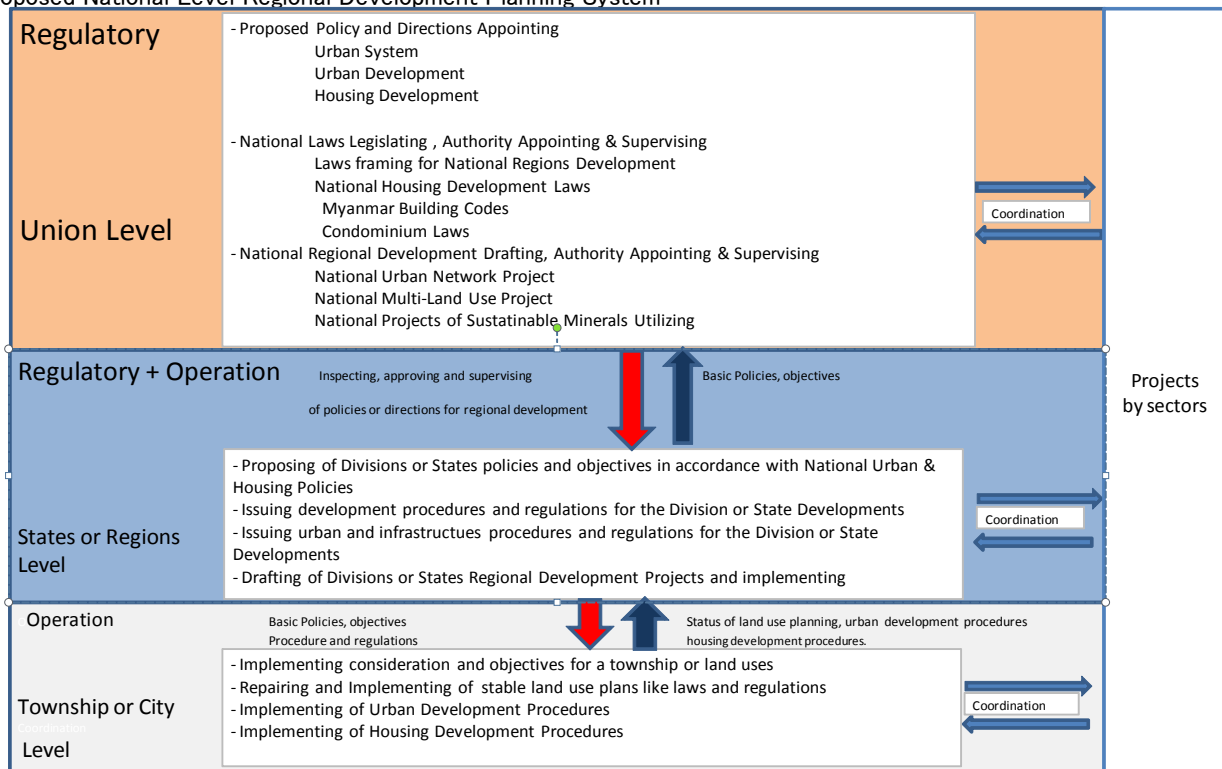 oposed National Level Regional Development Planning System
Regulatory
- Proposed Policy and Directions Appointing
Urban System
Urban Development
Housing Development
- National Laws Legislating , Authority Appointing & Supervising
Laws framing for National Regions Development
National Housing Development Laws
Myanmar Building Codes
Condominium Laws
- National Regional Development Drafting, Authority Appointing & Supervising
National Urban Network Project
National Multi-Land Use Project
National Projects of Sustatinable Minerals Utilizing
Union Level
Coordination
Regulatory + Operation
Inspecting, approving and supervising
of policies or directions for regional development
Basic Policies, objectives
Projects
by sectors
- Proposing of Divisions or States policies and objectives in accordance with National Urban &
Housing Policies
- Issuing development procedures and regulations for the Division or State Developments
- Issuing urban and infrastructues procedures and regulations for the Division or State
Developments
- Drafting of Divisions or States Regional Development Projects and implementing
States or Regions
Level
Coordination
Operation
Basic Policies, objectives
Procedure and regulations
Status of land use planning, urban development procedures
housing development procedures.
- Implementing consideration and objectives for a township or land uses
- Repairing and Implementing of stable land use plans like laws and regulations
- Implementing of Urban Development Procedures
- Implementing of Housing Development Procedures
Township or City
Coordination
Level
Coordination